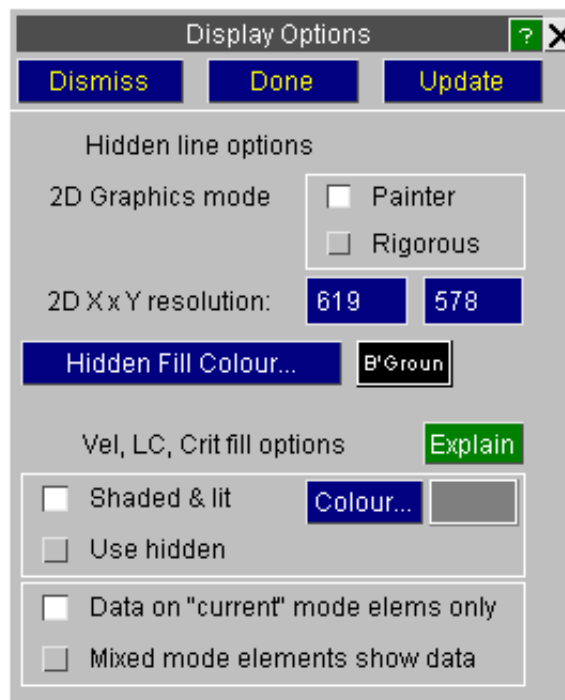 Display Options ? X
Dismiss Done Update
Hidden line options
2D Graphics mode Painter
Rigorous
2D X x Y resolution: 619 578
Hidden Fill Colour... B'Groun
Vel, LC, Crit fill options Explain
Shaded & lit Colour...
Use hidden
Data on "current" mode elems only
Mixed mode elements show data